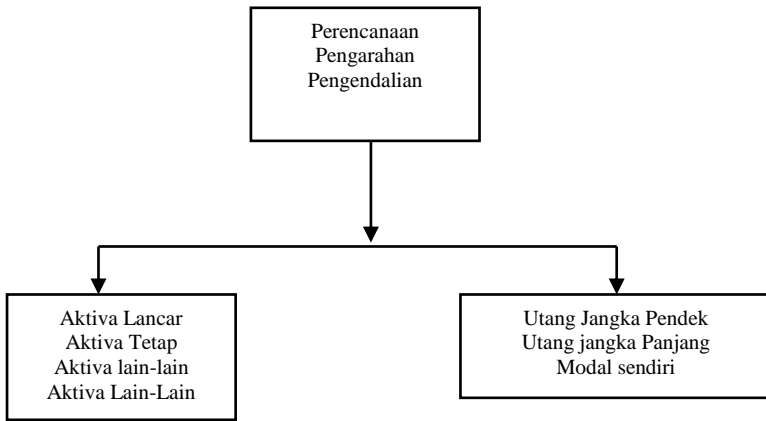 Perencanaan
Pengarahan
Pengendalian
Aktiva Lancar
Aktiva Tetap
Aktiva lain-lain
Aktiva Lain-Lain
Utang Jangka Pendek
Utang jangka Panjang
Modal sendiri